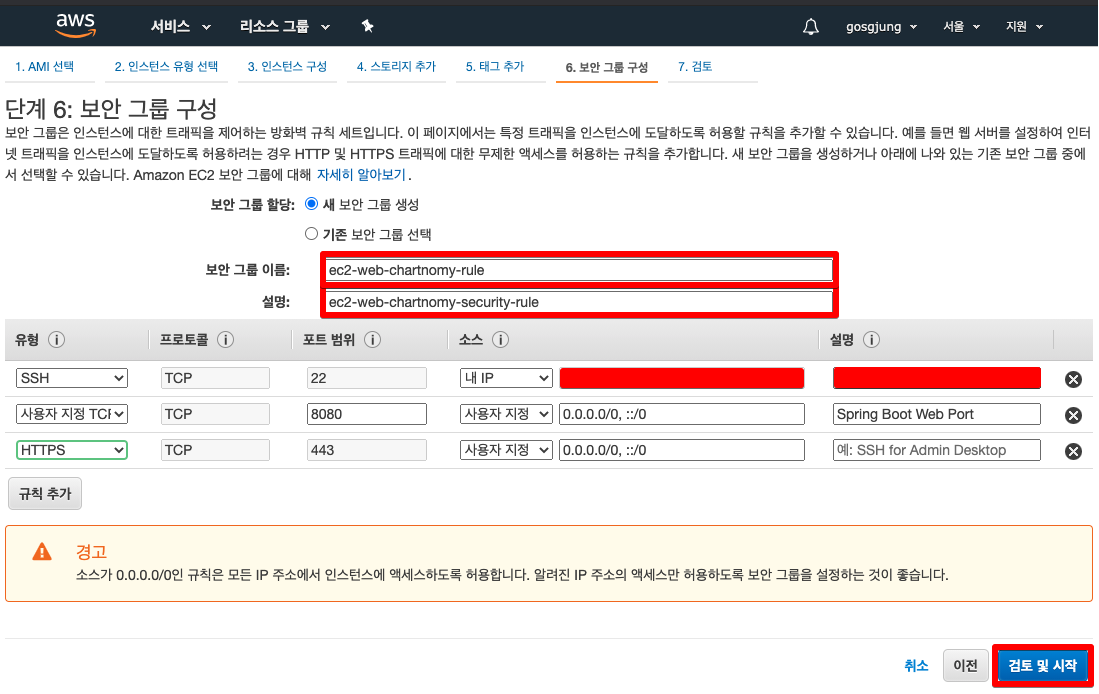 aws 서비스 리소스 그룹 gosgjung 서울 지원
1. AMI 선택 2. 인스턴스 유형 선택 3. 인스턴스 구성 4. 스토리지 추가 5. 태그 추가 6. 보안 그룹 구성 7. 검토
단계 6: 보안 그룹 구성
보안 그룹은 인스턴스에 대한 트래픽을 제어하는 방화벽 규칙 세트입니다. 이 페이지에서는 특정 트래픽을 인스턴스에 도달하도록 허용할 규칙을 추가할 수 있습니다. 예를 들면 웹 서버를 설정하여 인터
넷 트래픽을 인스턴스에 도달하도록 허용하려는 경우 HTTP 및 HTTPS 트래픽에 대한 무제한 액세스를 허용하는 규칙을 추가합니다. 새 보안 그룹을 생성하거나 아래에 나와 있는 기존 보안 그룹 중에
서 선택할 수 있습니다. Amazon EC2 보안 그룹에 대해 자세히 알아보기.
보안 그룹 할당: 새 보안 그룹 생성
기존 보안 그룹 선택
보안 그룹 이름: ec2-web-chartnomy-rule
설명: ec2-web-chartnomy-security-rule
유형 프로토콜 포트 범위 소스 설명
SSH TCP 22 내 IP
사용자 지정 TCP TCP 8080 사용자 지정 0.0.0.0/0, ::/0 Spring Boot Web Port
HTTPS TCP 443 사용자 지정 0.0.0.0/0, ::/0 예: SSH for Admin Desktop
규칙 추가
경고
소스가 0.0.0.0/0인 규칙은 모든 IP 주소에서 인스턴스에 액세스하도록 허용합니다. 알려진 IP 주소의 액세스만 허용하도록 보안 그룹을 설정하는 것이 좋습니다.
취소 이전 검토 및 시작